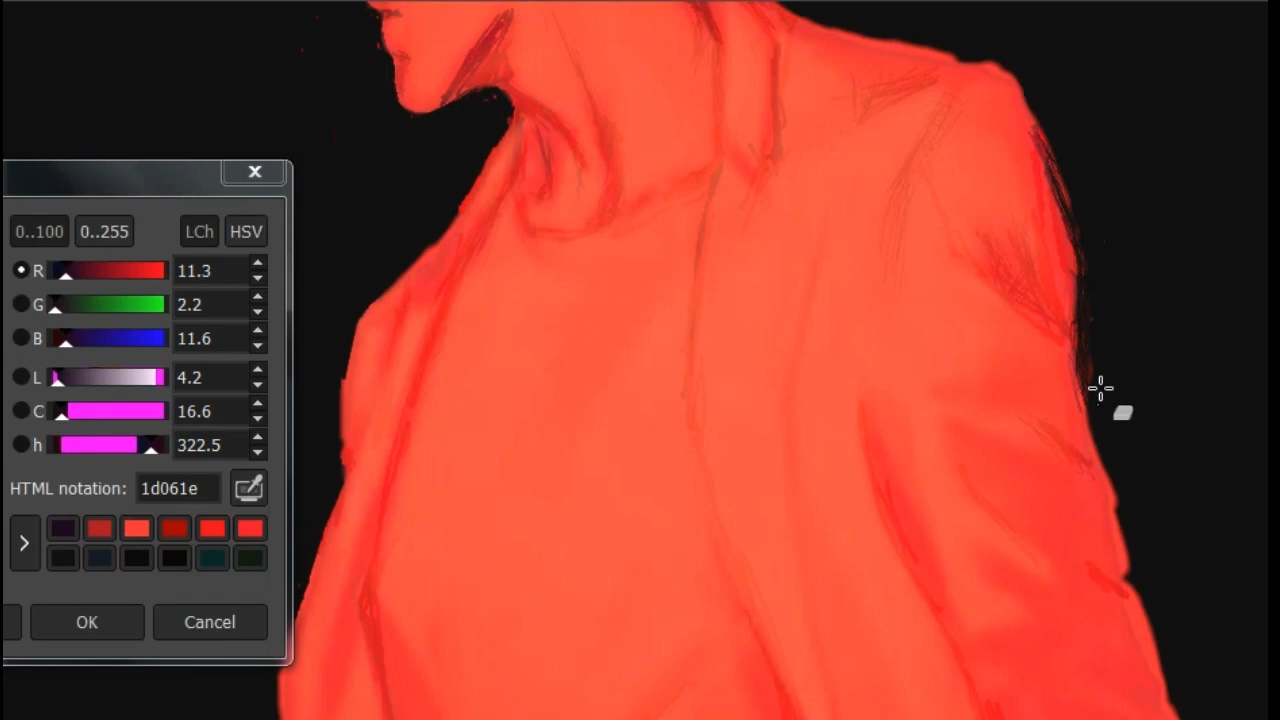 X
0..100 0..255 LCh HSV
R 11.3
G 2.2
B 11.6
L 4.2
C 16.6
h 322.5
HTML notation: 1d061e
>
OK Cancel